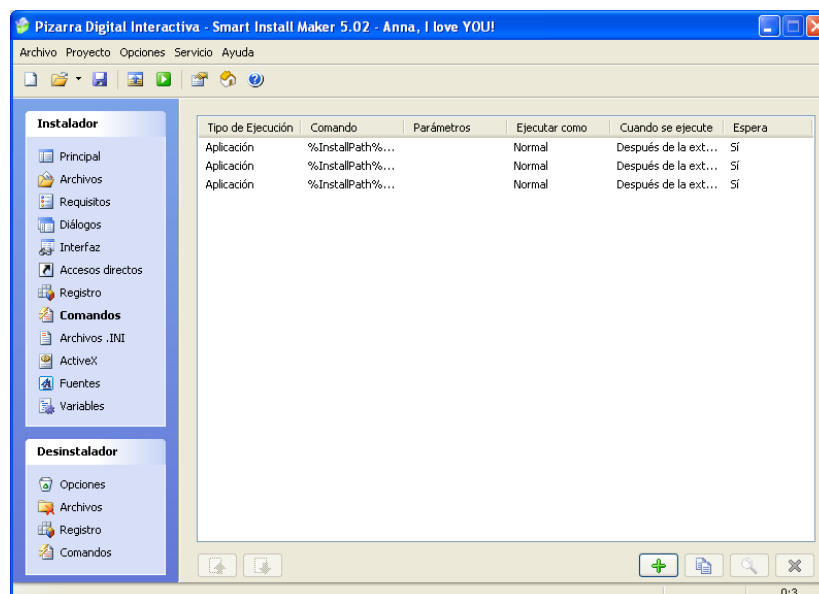 Pizarra Digital Interactiva - Smart Install Maker 5.02 - Anna, I love YOU!
Archivo Proyecto Opciones Servicio Ayuda
Instalador
Principal
Archivos
Requisitos
Diálogos
Interfaz
Accesos directos
Registro
Comandos
Archivos .INI
ActiveX
Fuentes
Variables
Desinstalador
Opciones
Archivos
Registro
Comandos
Tipo de Ejecución Comando Parámetros Ejecutar como Cuando se ejecute Espera
Aplicación %InstallPath%... Normal Después de la ext... Sí
Aplicación %InstallPath%... Normal Después de la ext... Sí
Aplicación %InstallPath%... Normal Después de la ext... Sí